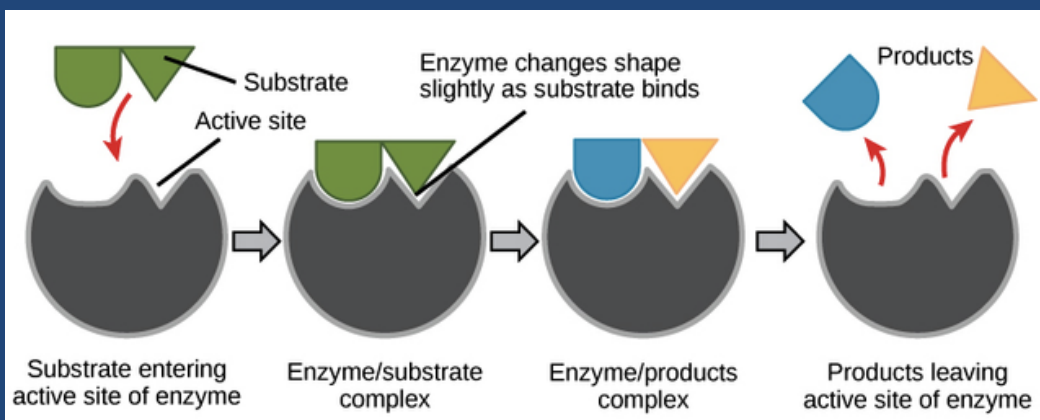 Substrate
Active site
Enzyme changes shape
slightly as substrate binds
Products
Substrate entering
active site of enzyme
Enzyme/substrate
complex
Enzyme/products
complex
Products leaving
active site of enzyme